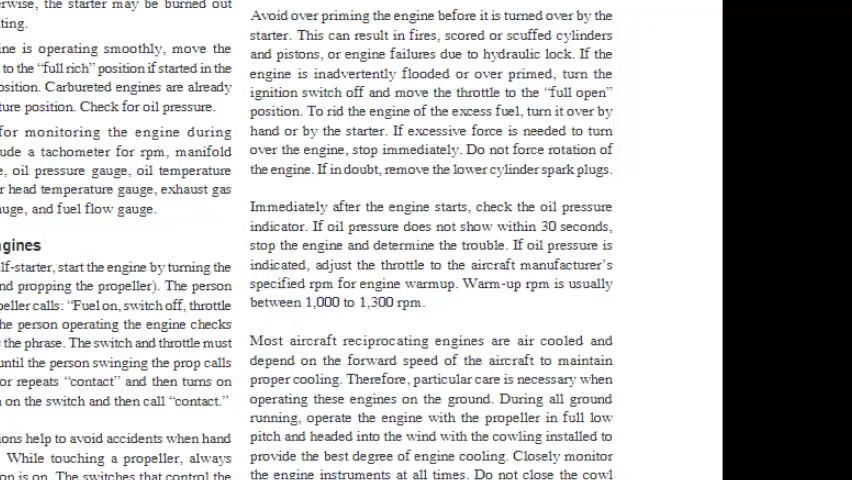 erwise, the starter may be burned out
ting.
ine is operating smoothly, move the
to the “full rich” position if started in the
osition. Carbureted engines are already
ture position. Check for oil pressure.
for monitoring the engine during
ude a tachometer for rpm, manifold
e, oil pressure gauge, oil temperature
r head temperature gauge, exhaust gas
auge, and fuel flow gauge.
ngines
lf-starter, start the engine by turning the
nd propping the propeller). The person
peller calls: “Fuel on, switch off, throttle
he person operating the engine checks
the phrase. The switch and throttle must
until the person swinging the prop calls
or repeats “contact” and then turns on
n on the switch and then call “contact.”
ions help to avoid accidents when hand
While touching a propeller, always
on is on. The switches that control the
Avoid over priming the engine before it is turned over by the
starter. This can result in fires, scored or scuffed cylinders
and pistons, or engine failures due to hydraulic lock. If the
engine is inadvertently flooded or over primed, turn the
ignition switch off and move the throttle to the “full open”
position. To rid the engine of the excess fuel, turn it over by
hand or by the starter. If excessive force is needed to turn
over the engine, stop immediately. Do not force rotation of
the engine. If in doubt, remove the lower cylinder spark plugs.
Immediately after the engine starts, check the oil pressure
indicator. If oil pressure does not show within 30 seconds,
stop the engine and determine the trouble. If oil pressure is
indicated, adjust the throttle to the aircraft manufacturer’s
specified rpm for engine warmup. Warm-up rpm is usually
between 1,000 to 1,300 rpm.
Most aircraft reciprocating engines are air cooled and
depend on the forward speed of the aircraft to maintain
proper cooling. Therefore, particular care is necessary when
operating these engines on the ground. During all ground
running, operate the engine with the propeller in full low
pitch and headed into the wind with the cowling installed to
provide the best degree of engine cooling. Closely monitor
the engine instruments at all times. Do not close the cowl